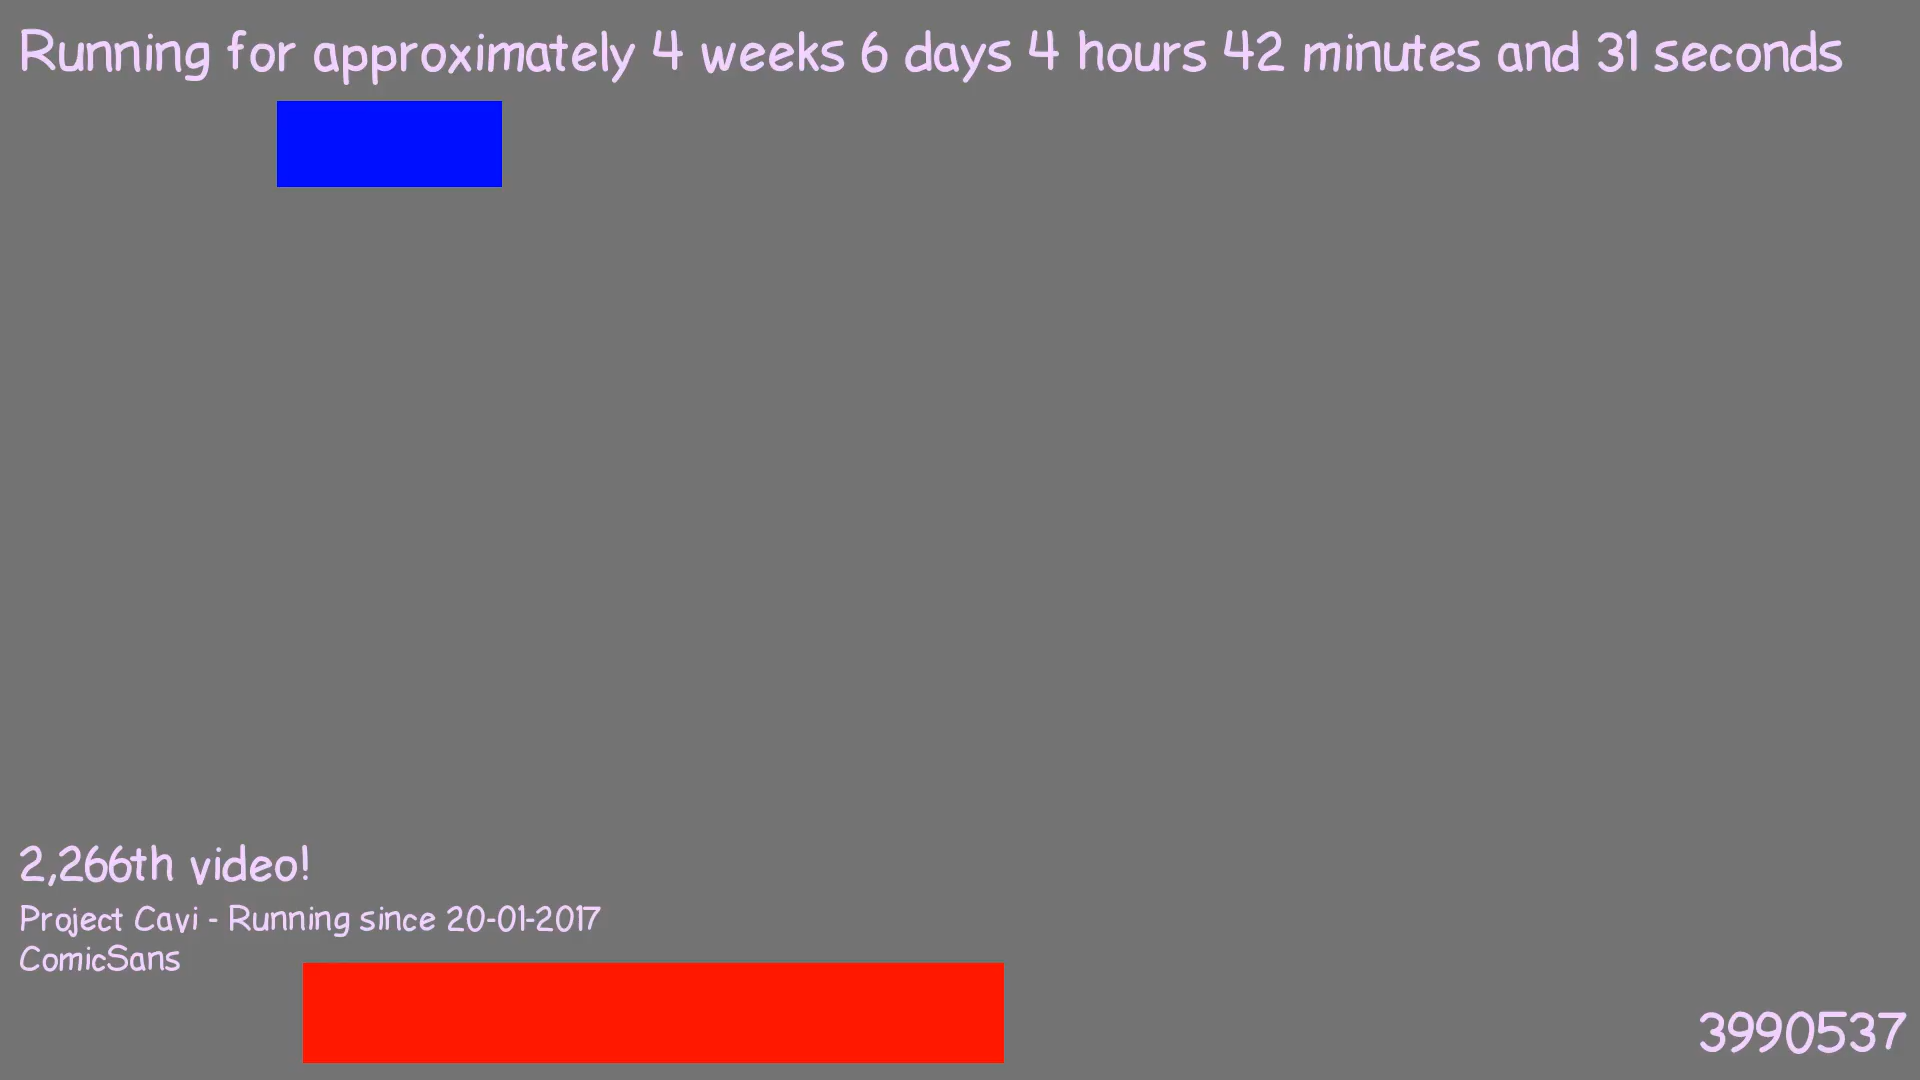 Running for approximately 4 weeks 6 days 4 hours 42 minutes and 31 seconds
2,266th video!
Project Cavi - Running since 20-01-2017
ComicSans
3990537